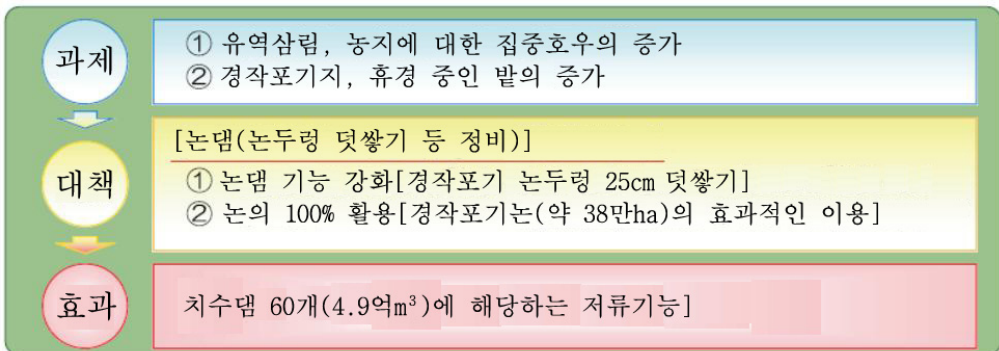 과제
① 유역삼림, 농지에 대한 집중호우의 증가
② 경작포기지, 휴경 중인 밭의 증가
대책
[논댐(논두렁 덧쌓기 등 정비)]
① 논댐 기능 강화[경작포기 논두렁 25cm 덧쌓기]
② 논의 100% 활용[경작포기논(약 38만ha)의 효과적인 이용]
효과
치수댐 60개(4.9억m³)에 해당하는 저류기능]